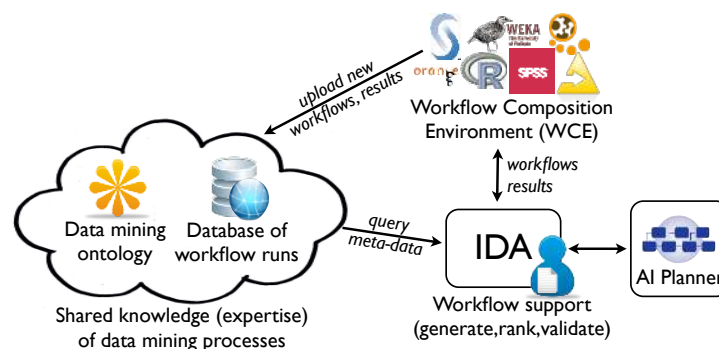 WEKA
orange
R
SPSS
upload new
workflows, results
Workflow Composition
Environment (WCE)
workflows
results
Data mining
ontology
Database of
workflow runs
query
meta-data
IDA
AI Planner
Workflow support
(generate,rank,validate)
Shared knowledge (expertise)
of data mining processes